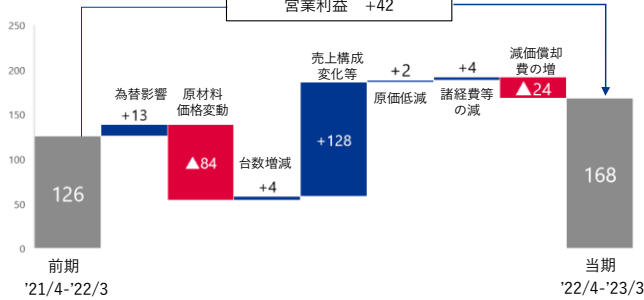 営業利益 +42
250
200
150
100
50
0
126
為替影響
+13
原材料
価格変動
▲84
台数増減
+4
売上構成
変化等
+128
+2
原価低減
+4
諸経費等
の減
減価償却
費の増
▲24
168
前期
'21/4-'22/3
当期
'22/4-'23/3